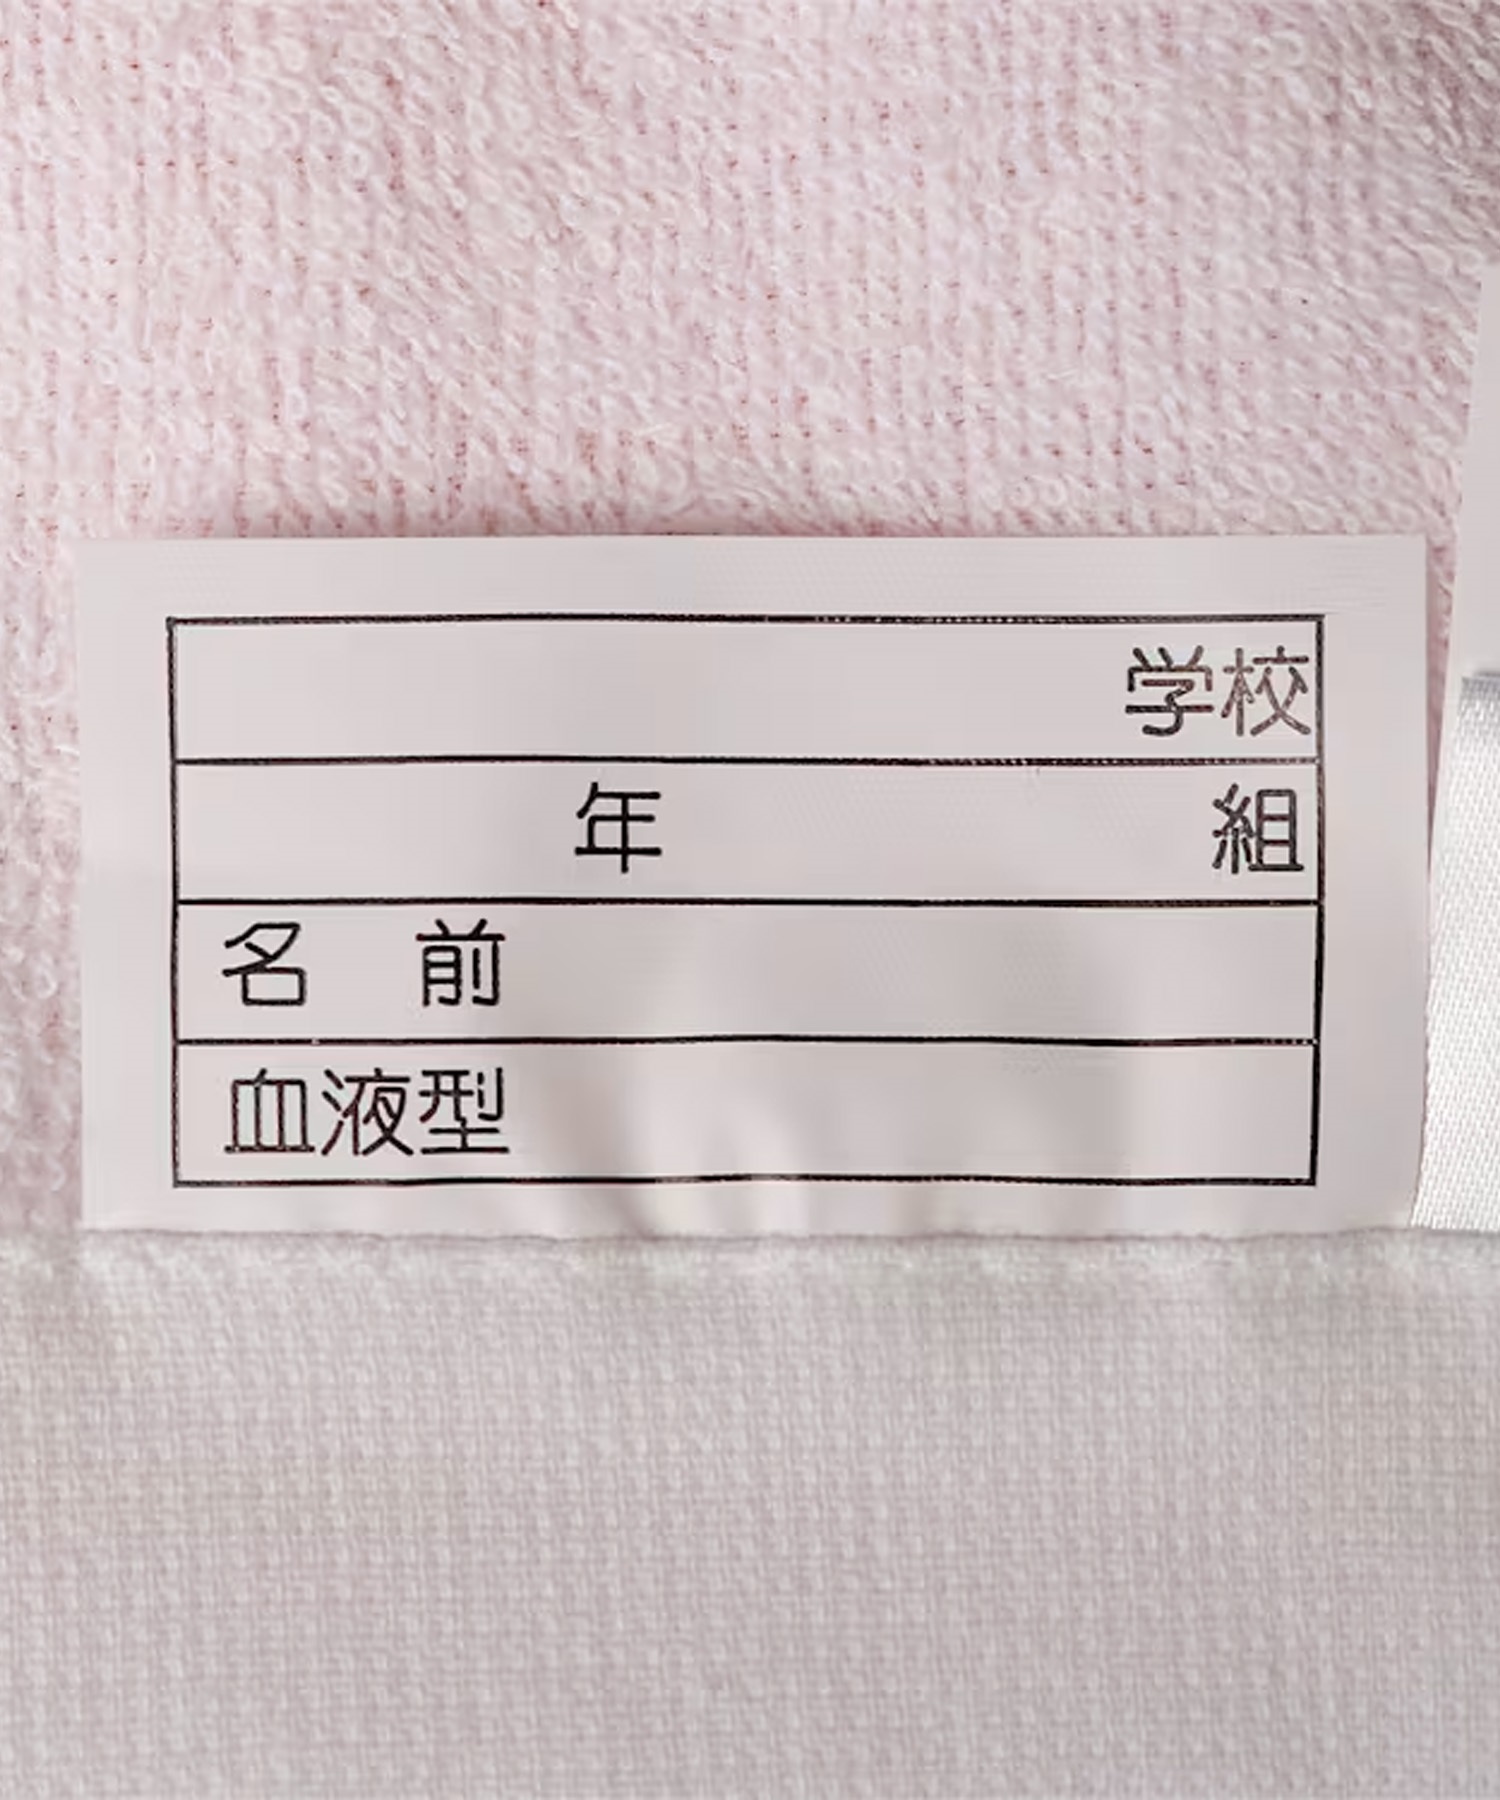 学校
年 組
名 前
血液型